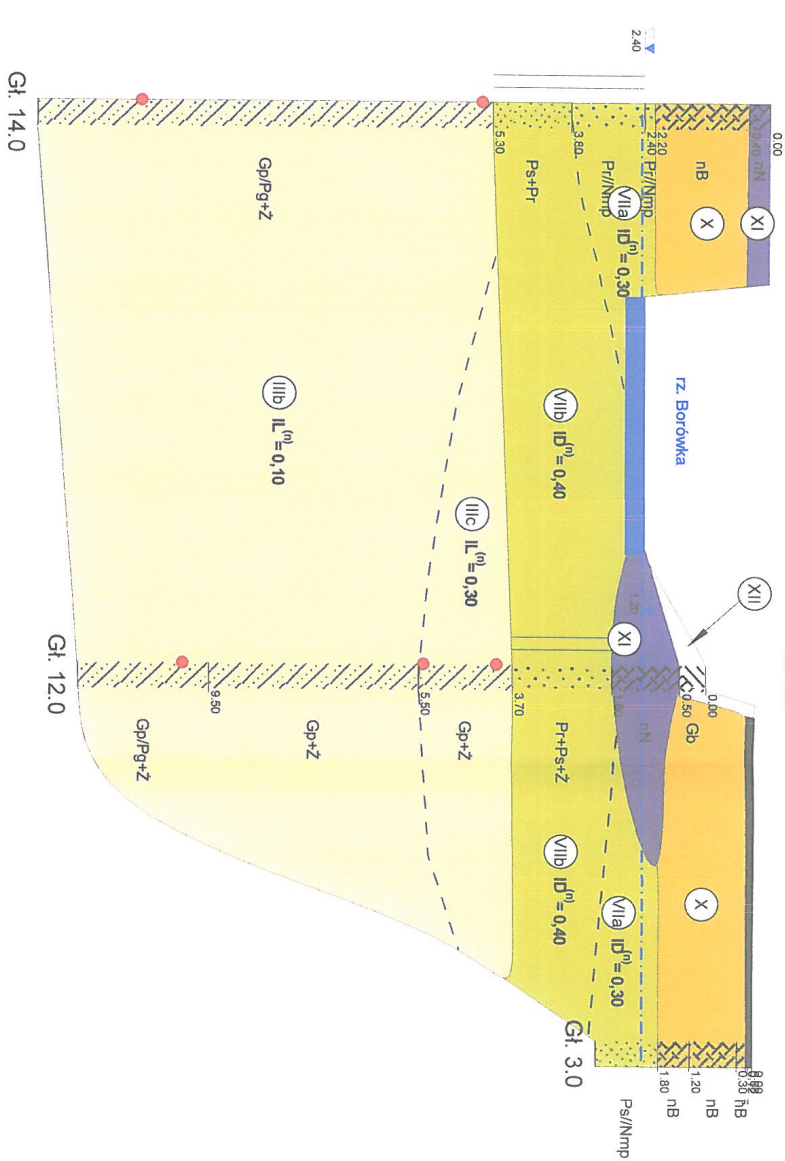 0.00
0.40 nN
XI
X
nB
2.20
2.40
2.40
Pr//Nmp
Pr//Nmp
VIIa ID(n) = 0,30
3.80
Ps+Pr
5.30
Gp/Pg+Ż
Gł. 14.0
rz. Borówka
VIIb ID(n) = 0,40
IIIc IL(n) = 0,30
IIIb IL(n) = 0,10
XII
1.20
XI
0.00
0.50 Gb
nN
Pr+Ps+Ż
3.70
Gp+Ż
5.50
Gp+Ż
9.50
Gp/Pg+Ż
Gł. 12.0
X
VIIa ID(n) = 0,30
VIIb ID(n) = 0,40
0.30 nB
1.20 nB
1.80 nB
Ps//Nmp
Gł. 3.0